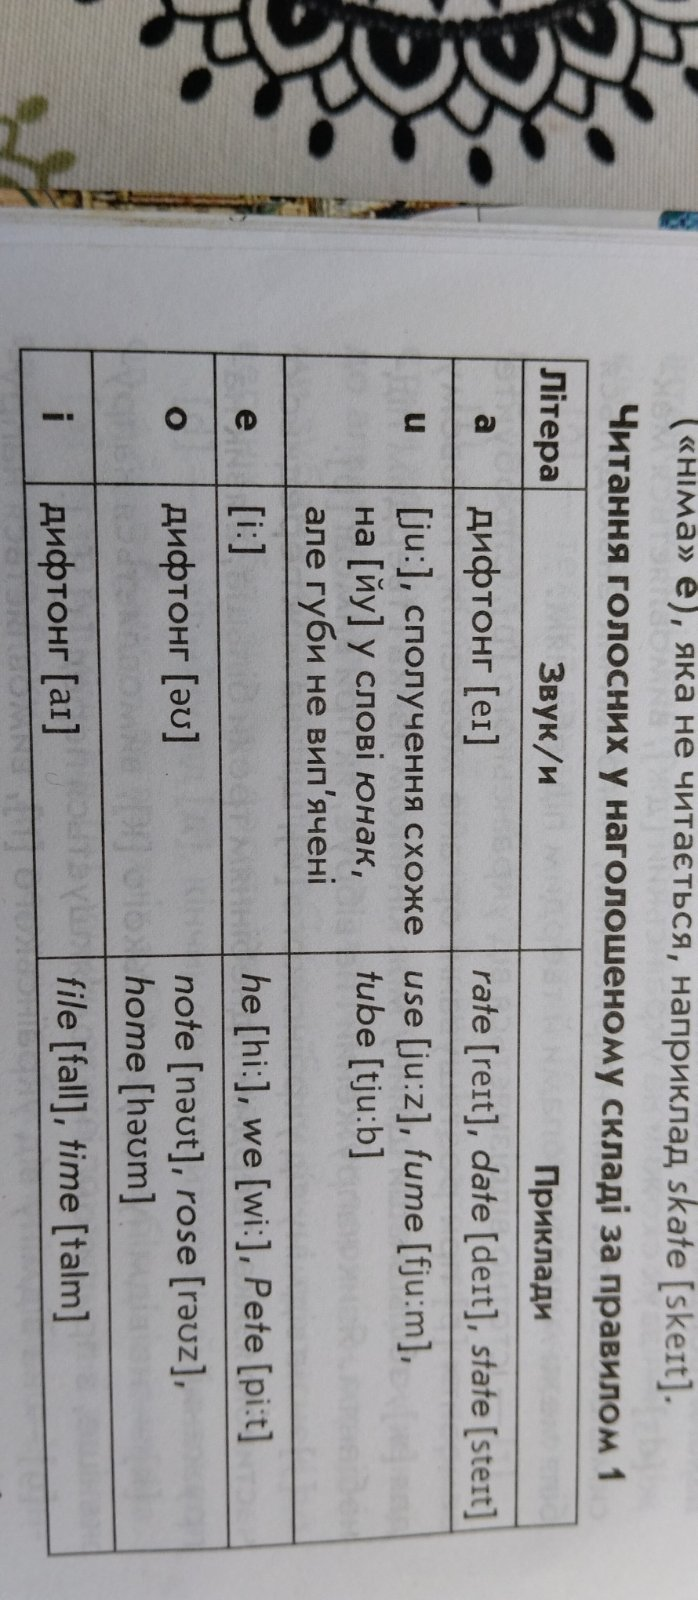 («німа» е), яка не читається, наприклад skate [skeɪt].
Читання голосних у наголошеному складі за правилом 1
Літера Звук/и Приклади
a дифтонг [eɪ] rate [reɪt], date [deɪt], state [steɪt]
u [ju:], сполучення схоже use [ju:z], fume [fju:m],
на [йу] у слові юнак, tube [tju:b]
але губи не вип'ячені
e [i:] he [hi:], we [wi:], Pete [pi:t]
o дифтонг [əʊ] note [nəʊt], rose [rəʊz],
home [həʊm]
i дифтонг [aɪ] file [fall], time [talm]